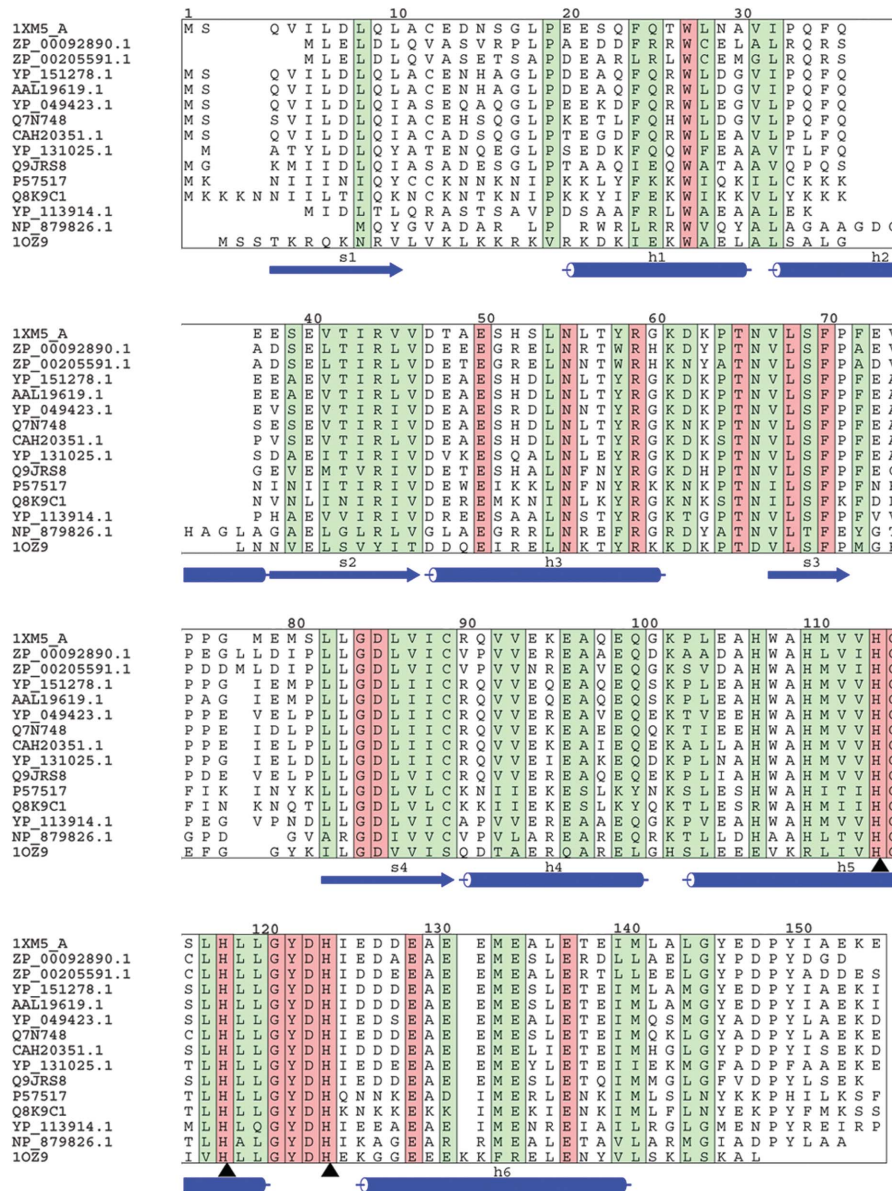 1 10 20 30
1XM5_A M S Q V I L D L Q L A C E D N S G L P E E S Q F Q T W L N A V I P Q F Q
ZP_00092890.1 M L E L D L Q V A S V R P L P A E D D F R R W C E L A L R Q R S
ZP_00205591.1 M L E L D L Q V A S E T S A P D E A R L R L W C E M G L R Q R S
YP_151278.1 M S Q V I L D L Q L A C E N H A G L P D E A Q F Q R W L D G V I P Q F Q
AAL19619.1 M S Q V I L D L Q L A C E N H A G L P D E A Q F Q R W L D G V I P Q F Q
YP_049423.1 M S Q V I L D L Q I A S E Q A Q G L P E E K D F Q R W L E G V L P Q F Q
Q7N748 M S S V I L D L Q I A C E H S Q G L P K E T L F Q H W L D G V L P Q F Q
CAH20351.1 M S Q V I L D L Q I A C A D S Q G L P T E G D F Q R W L E A V L P L F Q
YP_131025.1 M A T Y L D L Q Y A T E N Q E G L P S E D K F Q Q W F E A A T L L F Q
Q9JRS8 M G K M I I D L Q I A S A D E S G L P T A A Q I E Q W A T A A V Q P Q S
P57517 M K N I I I N I Q Y C C K N N K N I P K K L Y F K K W I Q K I L C K K K
Q8K9C1 M K K K N N I I L T I Q K N C K N T K N I P K K Y I F E K W I K K V L Y K K K
YP_113914.1 M I D L T L Q R A S T S A V P D S A A F R L W A E A A L E K
NP_879826.1 M Q Y G V A D A R L P R W R L R R W V Q L A L A G A A G D
1OZ9 M S S T K R Q K N R V L V K L K K R K V R K D K I E K W A E L A L S A L G
s1 h1 h2
40 50 60 70
1XM5_A E E S E V T I R V V D T A E S H S L N L T Y R G K D K P T N V L S F P F E V
ZP_00092890.1 A D S E L T I R L V D E E E G R E L N R T W R H K D Y P T N V L S F P A E V
ZP_00205591.1 A D S E L T I R L V D E T E G R E L N N T W R H K N Y A T N V L S F P A D V
YP_151278.1 E E A E V T I R L V D E A E S H D L N L T Y R G K D K P T N V L S F P F E A
AAL19619.1 E E A E V T I R L V D E A E S H D L N L T Y R G K D K P T N V L S F P F E A
YP_049423.1 E V S E V T I R I V D E A E S R D L N N T Y R G K D K P T N V L S F P F E A
Q7N748 S E S E V T I R I V D E A E S H D L N L T Y R G K N K P T N V L S F P F E A
CAH20351.1 P V S E V T I R L V D E A E S H D L N L T Y R G K D K S T N V L S F P F E A
YP_131025.1 S D A E I T I R I V D V K E S Q A L N L E Y R G K D K P T N V L S F P F E A
Q9JRS8 G E V E M T V R I V D E T E S H A L N F N Y R G K D H P T N V L S F P F E
P57517 N I N I I T I R I V D E W E I K K L N F N Y R K K N K P T N I L S F P F N
Q8K9C1 N V N L I N I R I V D E R E M K N I N L K Y R G K N K S T N I L S F K F D I
YP_113914.1 P H A E V V I R I V D R E E S A A L N S T Y R G K T G P T N V L S F P F V V
NP_879826.1 H A G L A G A E L G L R L V G L A E G R R L N R E F R G R D Y A T N V L T F E Y G T
1OZ9 L N N V E L S V Y I T D D Q E I R E L N K T Y R K K D K P T D V L S F P M G E
s2 h3 s3
80 90 100 110
1XM5_A P P G M E M S L L G D L V I C R Q V V E K E A Q E Q G K P L E A H W A H M V V H
ZP_00092890.1 P E G L L D I P L L G D L V I C V P V V E R E A A E Q D K A A D A H W A H L V I H
ZP_00205591.1 P D D M L D I P L L G D L V I C V P V V N R E A V E Q G K S V D A H W A H L V I H
YP_151278.1 P P G I E M P L L G D L I I C R Q V V E Q E A Q E Q S K P L E A H W A H M V V H
AAL19619.1 P A G I E M P L L G D L I I C R Q V V E Q E A Q E Q S K P L E A H W A H M V V H
YP_049423.1 P P E V E L P L L G D L I I C R Q V V E R E A V E Q E K T V E E H W A H M V V H
Q7N748 P P E I D L P L L G D L I I C R Q V V E K E A E E Q E K Q T I E E H W A H M V V H
CAH20351.1 P P E I E L P L L G D L I I C R Q V V E K E A I E Q E K A L L A H W A H M V V H
YP_131025.1 P P G I E L N L L G D L I I C R Q V V E I E A K E Q D K P L N A H W A H M V V H
Q9JRS8 P D E V E L P L L G D L V I C R Q V L E R E A Q E Q E K P L I A H W A H M V V H
P57517 F I K I N Y K L L G D L V L C K N I I E K E S L K Y N K S L E S H W A H I T I H
Q8K9C1 F I N K N Q T L L G D L V L C K K I I E K E S L K Y Q K T L E S R W A H M I I H
YP_113914.1 P E G V P N D L L G D L V I C A P V V E R E A A E Q G K P V E A H W A H M V V H
NP_879826.1 G P D G V A R G D I V V C V P V L A R E A R E Q R K T L L D H A A H L T V H
1OZ9 E F G G Y K I L G D V V I S Q D T A E R Q A R E L G H S L E E E V K R L I V H
s4 h4 h5
120 130 140 150
1XM5_A S L H L L G Y D H I E D D E A E E M E A L E T E I M L A L G Y E D P Y I A E K E
ZP_00092890.1 C L H L L G Y D H I E D E E A E E M E S L E R D L L A E L G Y P D P Y D G D
ZP_00205591.1 C L H L L G Y D H I D D E E A E E M E A L E R T L L E E L G Y P D P Y A D D E S
YP_151278.1 S L H L L G Y D H I E D D E A E E M E S L E T E I M L A M G Y E D P Y I A E K I
AAL19619.1 S L H L L G Y D H I E D D E A E E M E S L E T E I M L A M G Y E D P Y I A E K I
YP_049423.1 S L H L L G Y D H I E D S E A E E M E A L E T E I M Q S M G Y A D P Y L A E K D
Q7N748 C L H L L G Y D H I E D D E A E E M E S L E T E I M Q K L G Y A D P Y L A E K E
CAH20351.1 S L H L L G Y D H I D D D E A E E M E L I E T E I M H G L G Y P D P Y I S E K D
YP_131025.1 T L H L L G Y D H I E D D E A E E M E Y L E T E I I E K M G F A D P F A A E K E
Q9JRS8 S L H L L G Y D H I E D D E A E E M E S L E T Q I M M G L G F V D P Y L S E K
P57517 T L H L L G Y D H Q N N K E A D I M E R L E N K I M L S L N Y K K P H I L K S F
Q8K9C1 T L H L L G Y D H K N K K E K K I M E K I E N K I M L F L N Y E K P Y F M K S S
YP_113914.1 M L H L Q G Y D H I E E A E A E I M E N R E I A I L R G L G M E N P Y R E I R P
NP_879826.1 T L H A L G Y D H I K A G E A R R M E A L E T A V L A R M G I A D P Y L A A
1OZ9 I V H L L G Y D H E K G G E E E K K F R E L E N Y V L S K L S K A L
h6